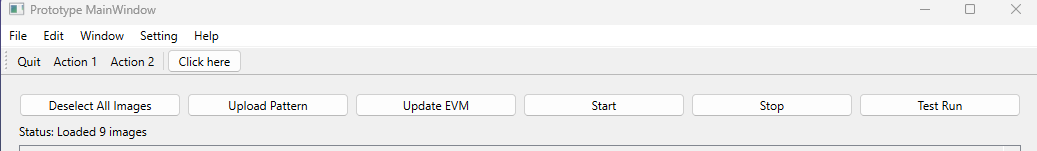 Prototype MainWindow
File Edit Window Setting Help
Quit Action 1 Action 2 Click here
Deselect All Images Upload Pattern Update EVM Start Stop Test Run
Status: Loaded 9 images